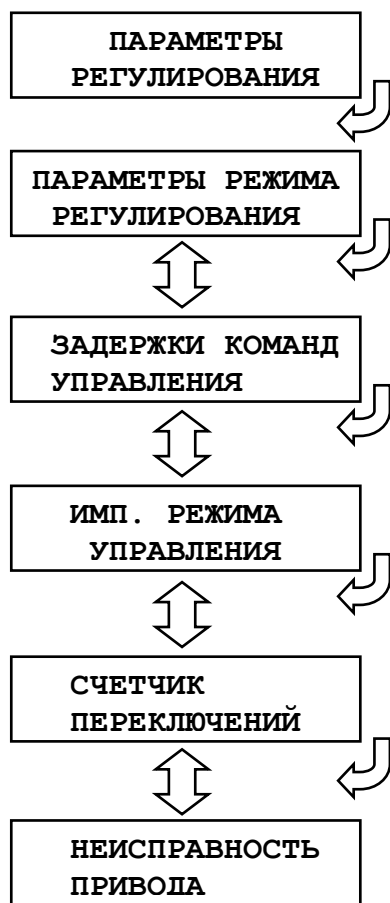 ПАРАМЕТРЫ
РЕГУЛИРОВАНИЯ
ПАРАМЕТРЫ РЕЖИМА
РЕГУЛИРОВАНИЯ
ЗАДЕРЖКИ КОМАНД
УПРАВЛЕНИЯ
ИМП. РЕЖИМА
УПРАВЛЕНИЯ
СЧЕТЧИК
ПЕРЕКЛЮЧЕНИЙ
НЕИСПРАВНОСТЬ
ПРИВОДА